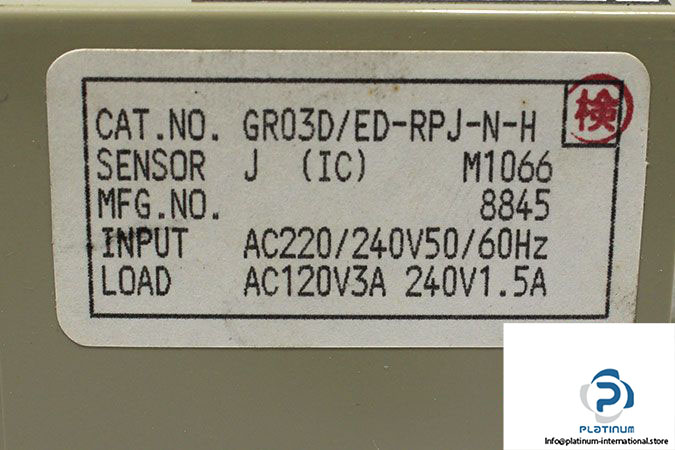 CAT.NO. GR03D/ED-RPJ-N-H 検
SENSOR J (IC) M1066
MFG.NO. 8845
INPUT AC220/240V50/60Hz
LOAD AC120V3A 240V1.5A
PLATINUM
Info@platinum-international.store